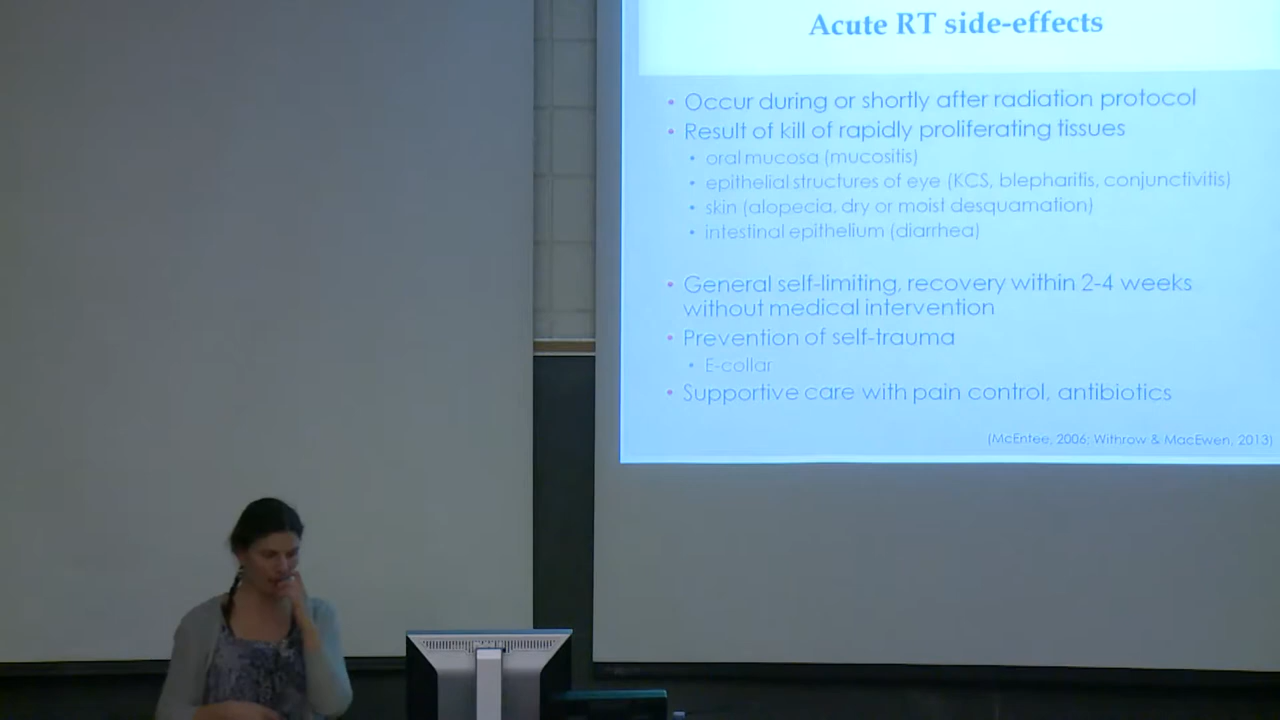 Acute RT side-effects
• Occur during or shortly after radiation protocol
• Result of kill of rapidly proliferating tissues
• oral mucosa (mucositis)
• epithelial structures of eye (KCS, blepharitis, conjunctivitis)
• skin (alopecia, dry or moist desquamation)
• intestinal epithelium (diarrhea)
• General self-limiting, recovery within 2-4 weeks
without medical intervention
• Prevention of self-trauma
• E-collar
• Supportive care with pain control, antibiotics
(McEntee, 2006; Withrow & MacEwen, 2013)